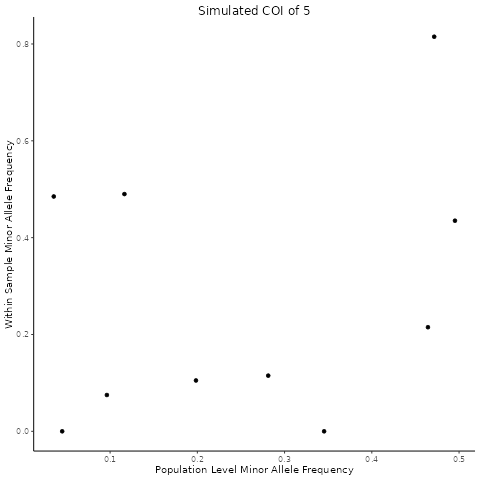 Simulated COI of 5
Within Sample Minor Allele Frequency
0.8
0.6
0.4
0.2
0.0
0.1 0.2 0.3 0.4 0.5
Population Level Minor Allele Frequency